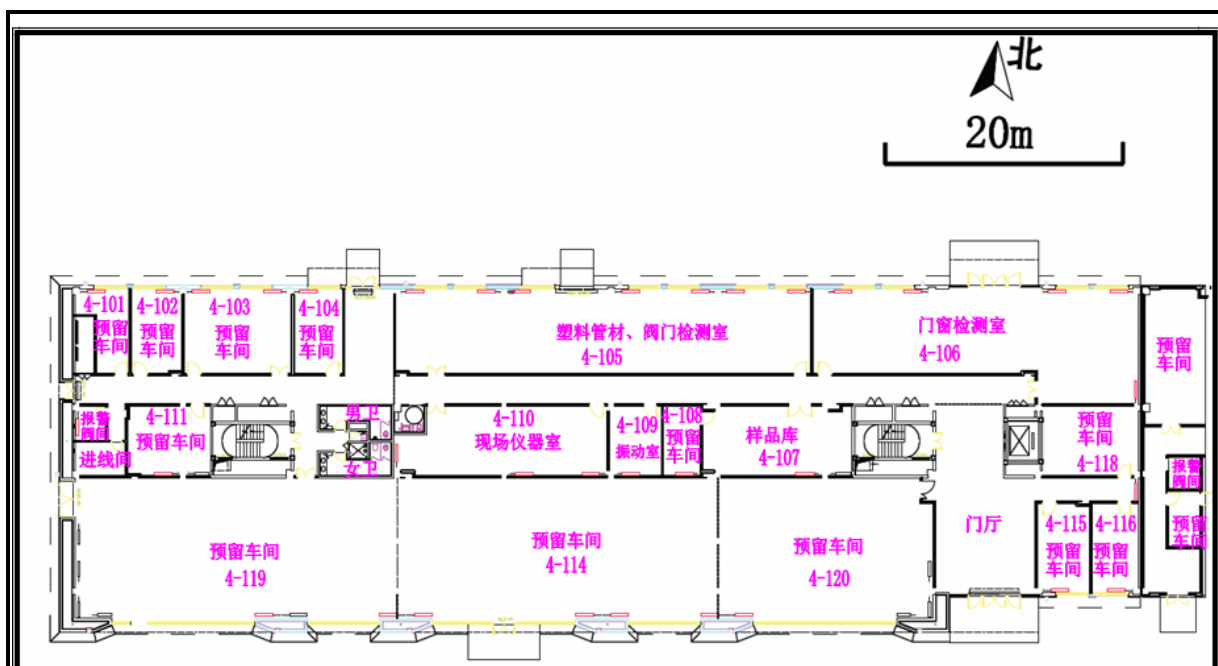 北
20m
4-101
预留
车间
4-102
预留
车间
4-103
预留
车间
4-104
预留
车间
塑料管材、阀门检测室
4-105
门窗检测室
4-106
预留
车间
报警
阀间
进线间
4-111
预留车间
男卫
女卫
4-110
现场仪器室
4-109
振动室
4-108
预留
车间
样品库
4-107
预留
车间
4-118
报警
阀间
预留
车间
预留车间
4-119
预留车间
4-114
预留车间
4-120
门厅
4-115
预留
车间
4-116
预留
车间